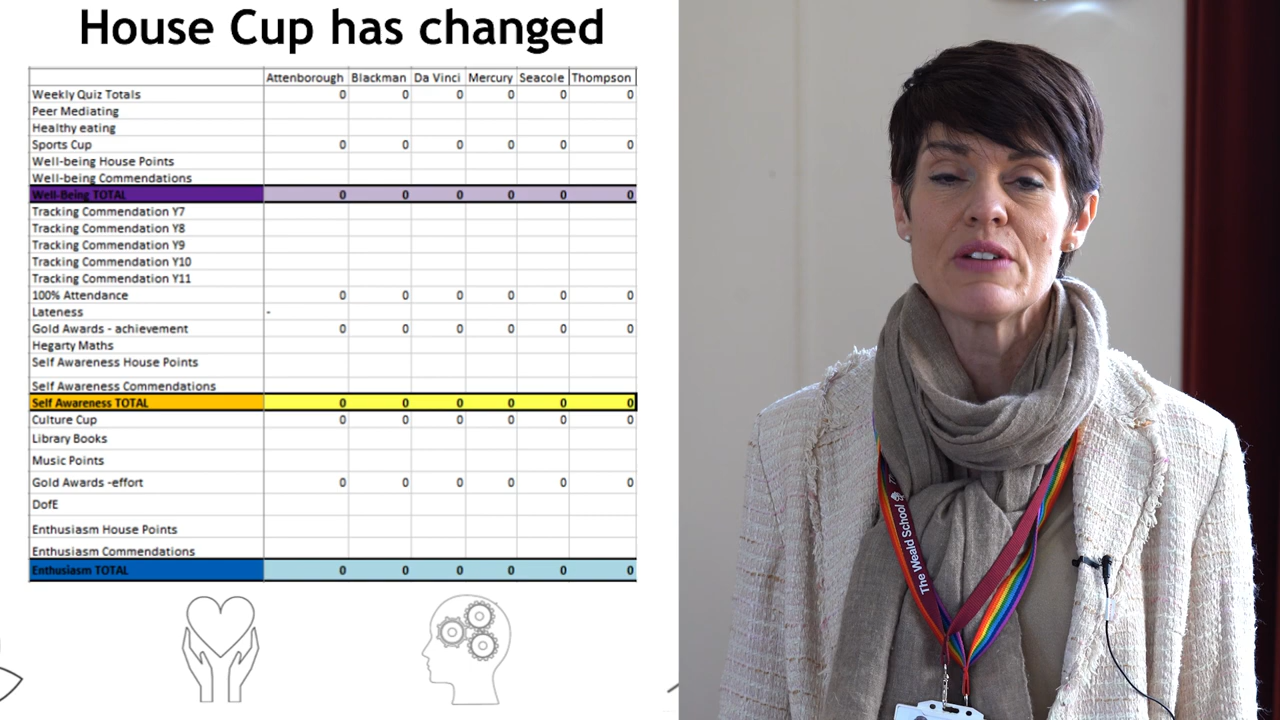 House Cup has changed
Attenborough Blackman Da Vinci Mercury Seacole Thompson
Weekly Quiz Totals 0 0 0 0 0 0
Peer Mediating
Healthy eating
Sports Cup 0 0 0 0 0 0
Well-being House Points
Well-being Commendations
Well-Being TOTAL 0 0 0 0 0 0
Tracking Commendation Y7
Tracking Commendation Y8
Tracking Commendation Y9
Tracking Commendation Y10
Tracking Commendation Y11
100% Attendance 0 0 0 0 0 0
Lateness -
Gold Awards - achievement 0 0 0 0 0 0
Hegarty Maths
Self Awareness House Points
Self Awareness Commendations
Self Awareness TOTAL 0 0 0 0 0 0
Culture Cup 0 0 0 0 0 0
Library Books
Music Points
Gold Awards -effort 0 0 0 0 0 0
DofE
Enthusiasm House Points
Enthusiasm Commendations
Enthusiasm TOTAL 0 0 0 0 0 0
The Weald School